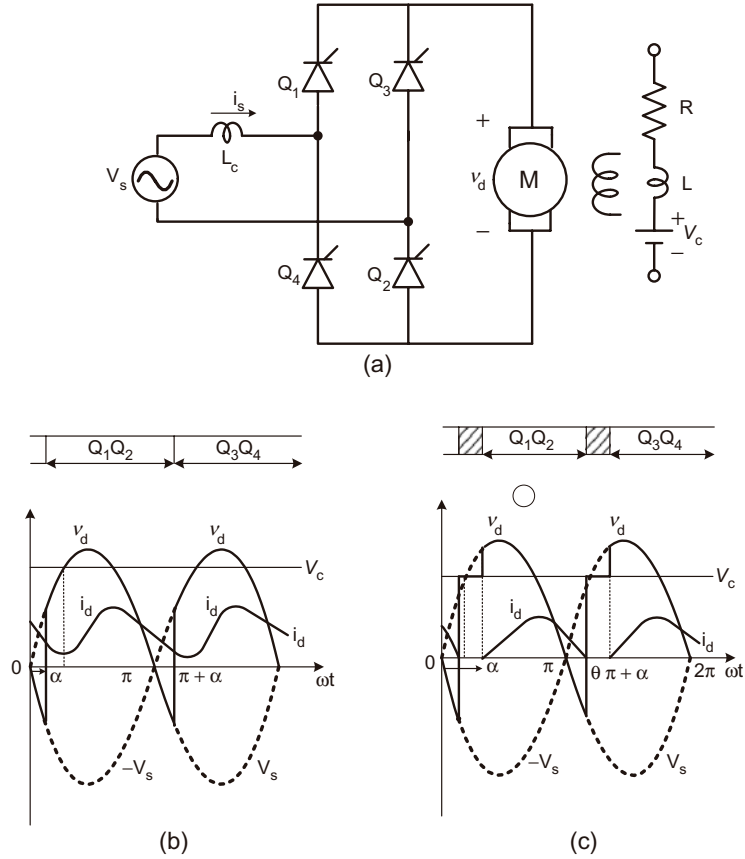 Q1
Q3
R
is
+
Lc
Vs
vd
M
L
+
Vc
−
−
Q4
Q2
(a)
Q1Q2
Q3Q4
vd
vd
Vc
id
id
id
0
α
π
π + α
ωt
−Vs
Vs
(b)
Q1Q2
Q3Q4
vd
vd
Vc
id
id
0
α
π
θ
π + α
2π
ωt
−Vs
Vs
(c)